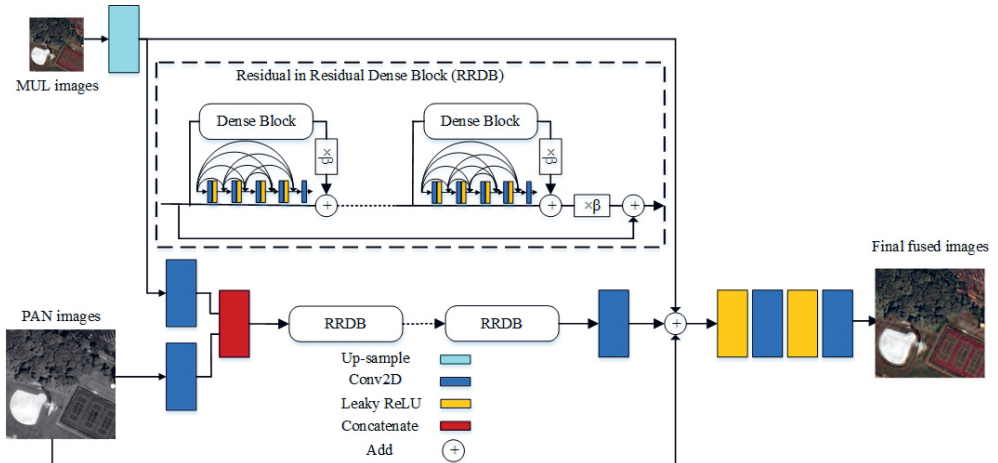 MUL images
Residual in Residual Dense Block (RRDB)
Dense Block
×β
+
Dense Block
×β
+
×β
+
PAN images
RRDB
RRDB
+
Final fused images
Up-sample
Conv2D
Leaky ReLU
Concatenate
Add
+